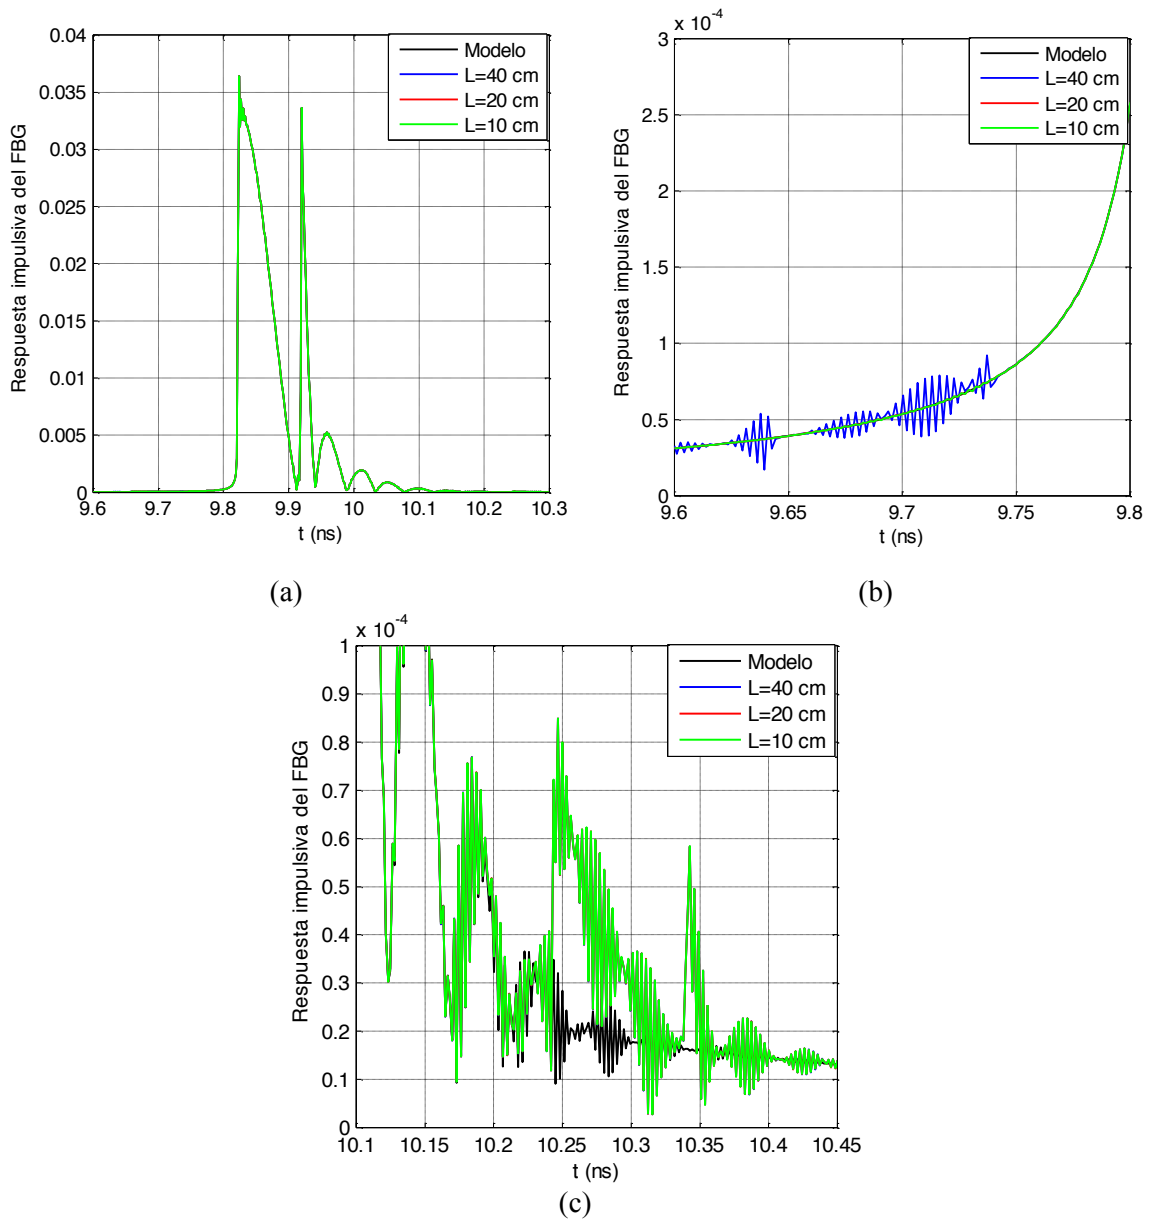 0.04
0.035
0.03
0.025
0.02
0.015
0.01
0.005
0
9.6 9.7 9.8 9.9 10 10.1 10.2 10.3
Respuesta impulsiva del FBG
t (ns)
Modelo
L=40 cm
L=20 cm
L=10 cm
(a)
x 10⁻⁴
3
2.5
2
1.5
1
0.5
0
9.6 9.65 9.7 9.75 9.8
Respuesta impulsiva del FBG
t (ns)
Modelo
L=40 cm
L=20 cm
L=10 cm
(b)
x 10⁻⁴
1
0.9
0.8
0.7
0.6
0.5
0.4
0.3
0.2
0.1
0
10.1 10.15 10.2 10.25 10.3 10.35 10.4 10.45
Respuesta impulsiva del FBG
t (ns)
Modelo
L=40 cm
L=20 cm
L=10 cm
(c)